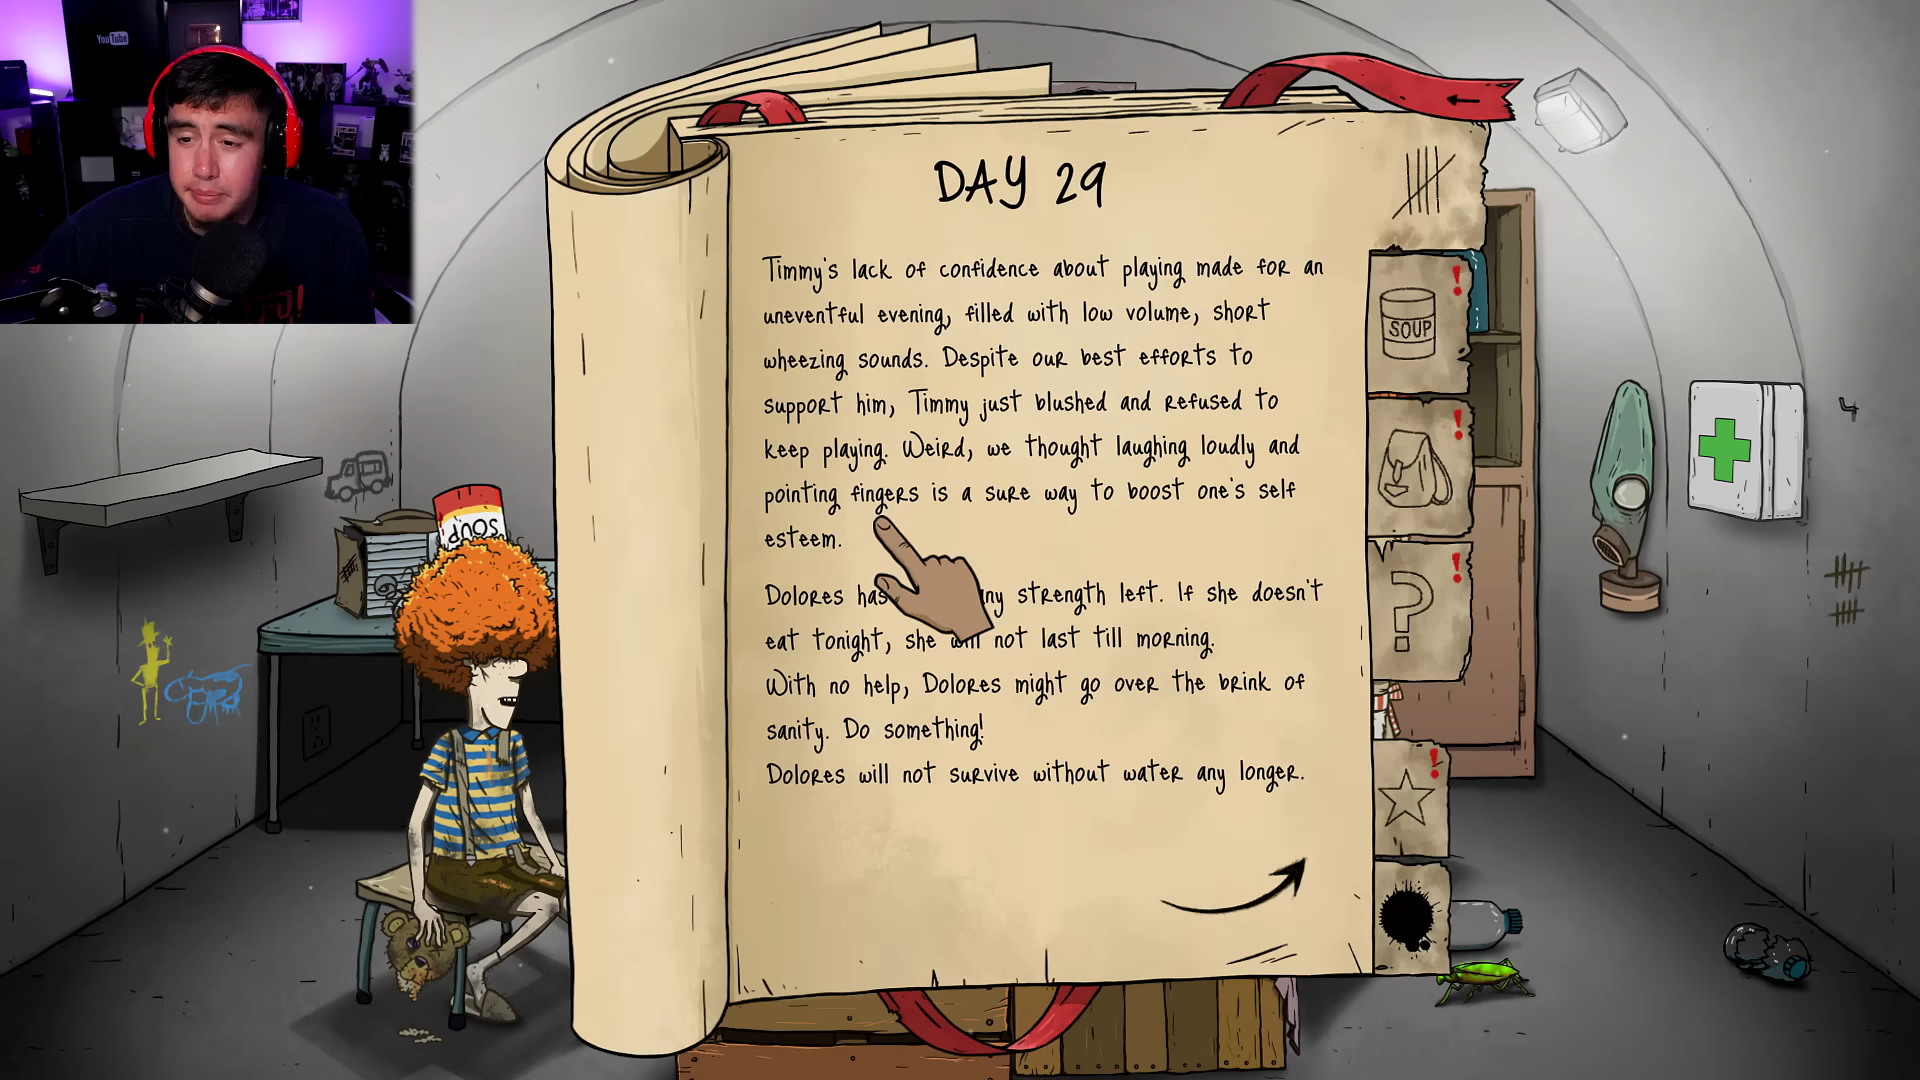 YouTube
DAY 29
Timmy's lack of confidence about playing made for an
uneventful evening, filled with low volume, short
wheezing sounds. Despite our best efforts to
support him, Timmy just blushed and refused to
keep playing. Weird, we thought laughing loudly and
pointing fingers is a sure way to boost one's self
esteem.
Dolores has any strength left. If she doesn't
eat tonight, she will not last till morning.
With no help, Dolores might go over the brink of
sanity. Do something!
Dolores will not survive without water any longer.
SOUP
!
!
?
!
!
SOUP